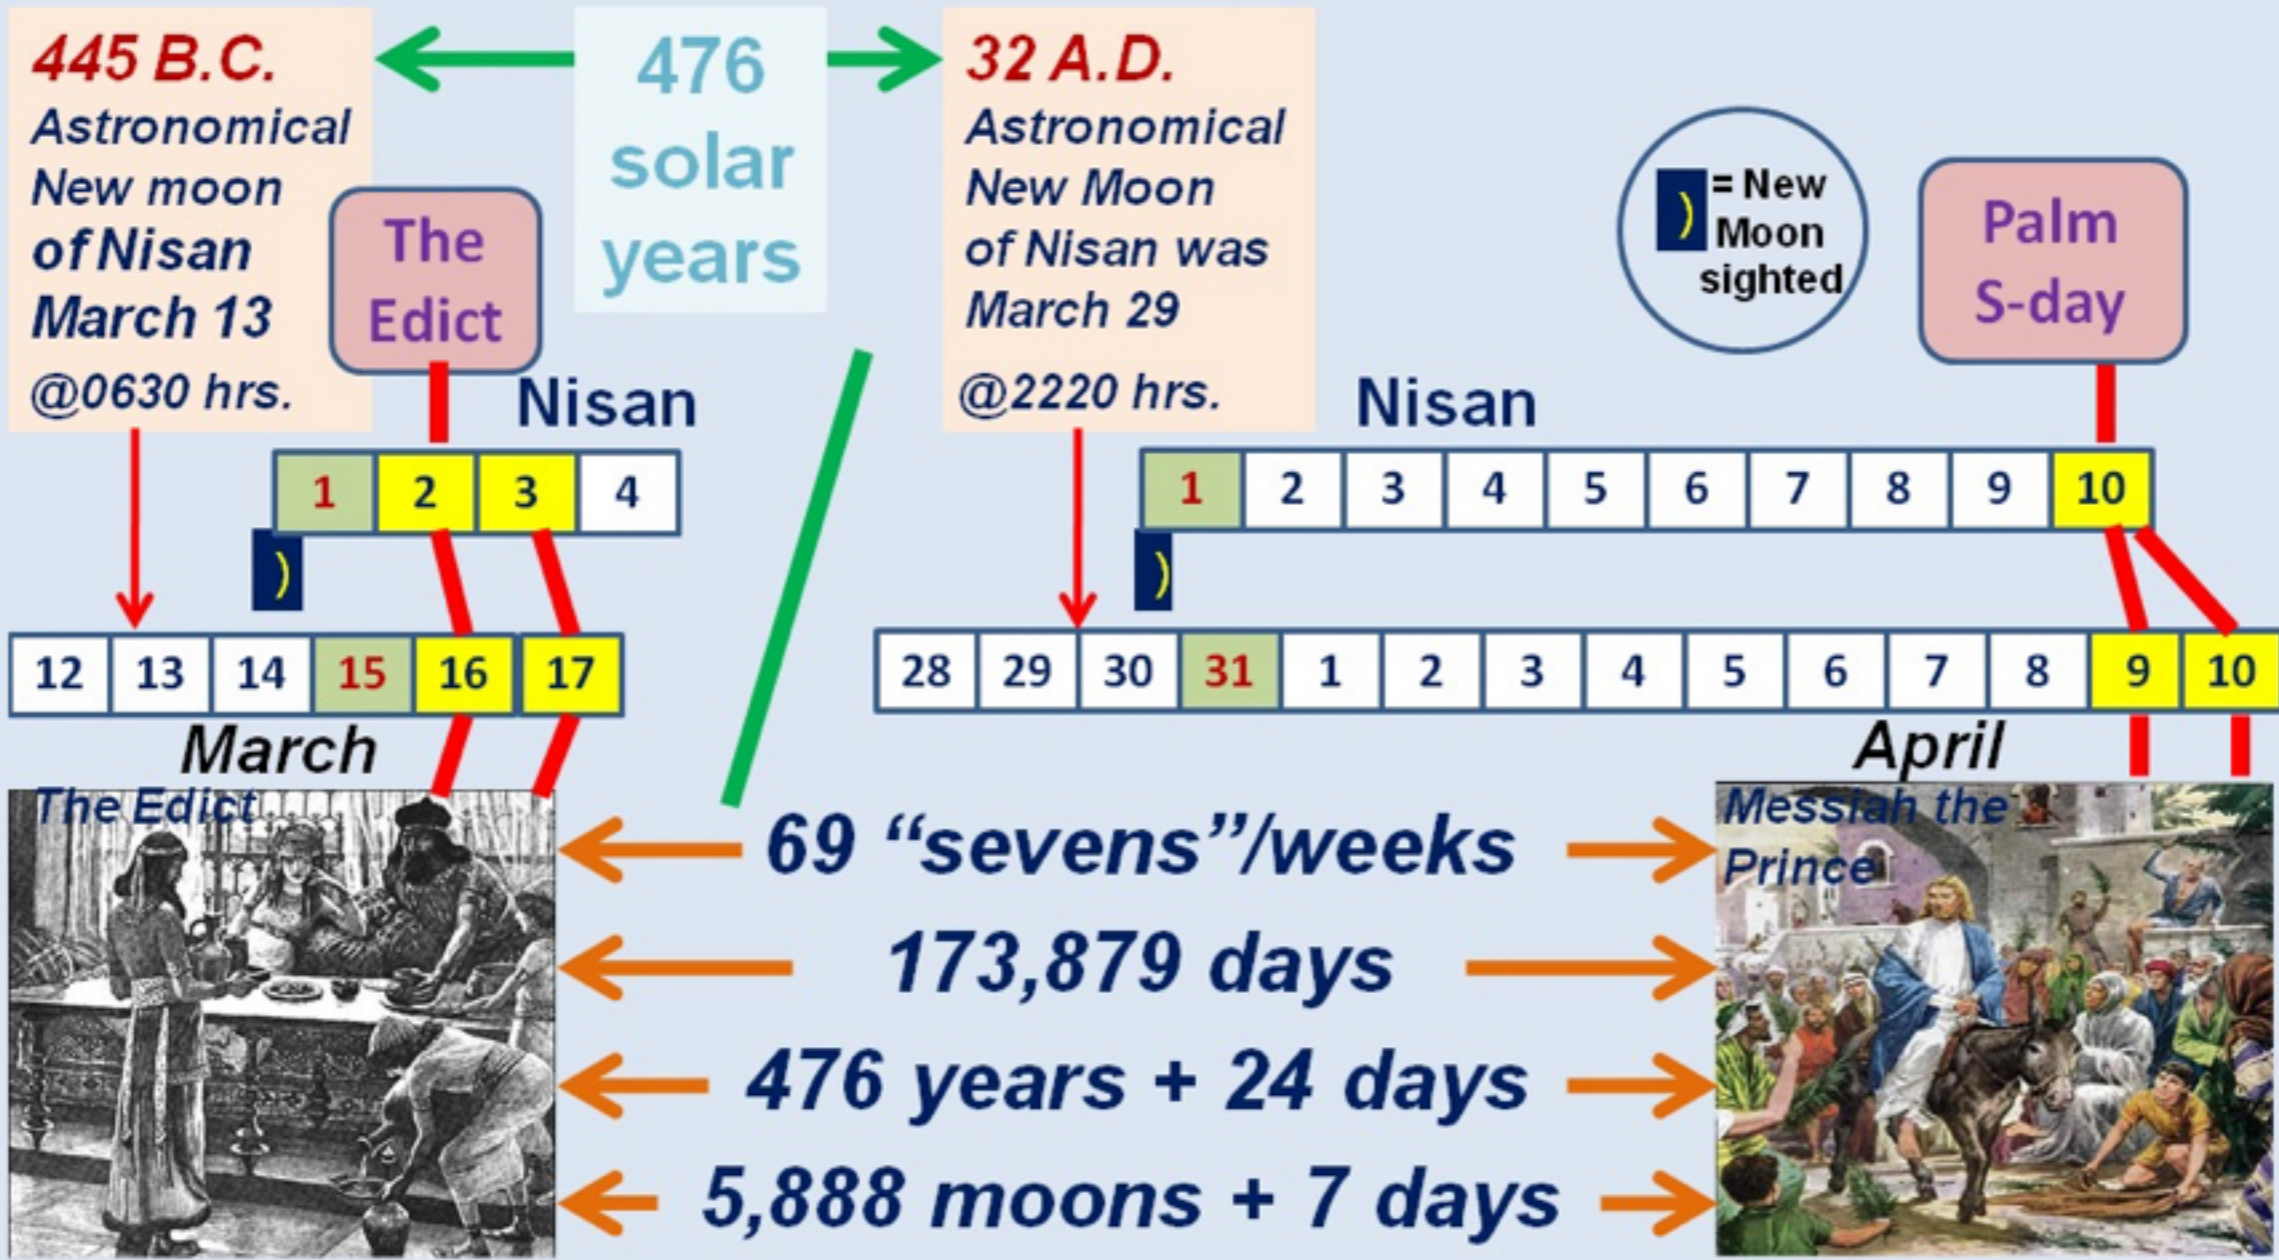 445 B.C.
Astronomical
New moon
of Nisan
March 13
@0630 hrs.
The
Edict
476
solar
years
32 A.D.
Astronomical
New Moon
of Nisan was
March 29
@2220 hrs.
) = New
Moon
sighted
Palm
S-day
Nisan
1 2 3 4
)
12 13 14 15 16 17
March
Nisan
1 2 3 4 5 6 7 8 9 10
)
28 29 30 31 1 2 3 4 5 6 7 8 9 10
April
The Edict
Messiah the
Prince
69 “sevens”/weeks
173,879 days
476 years + 24 days
5,888 moons + 7 days